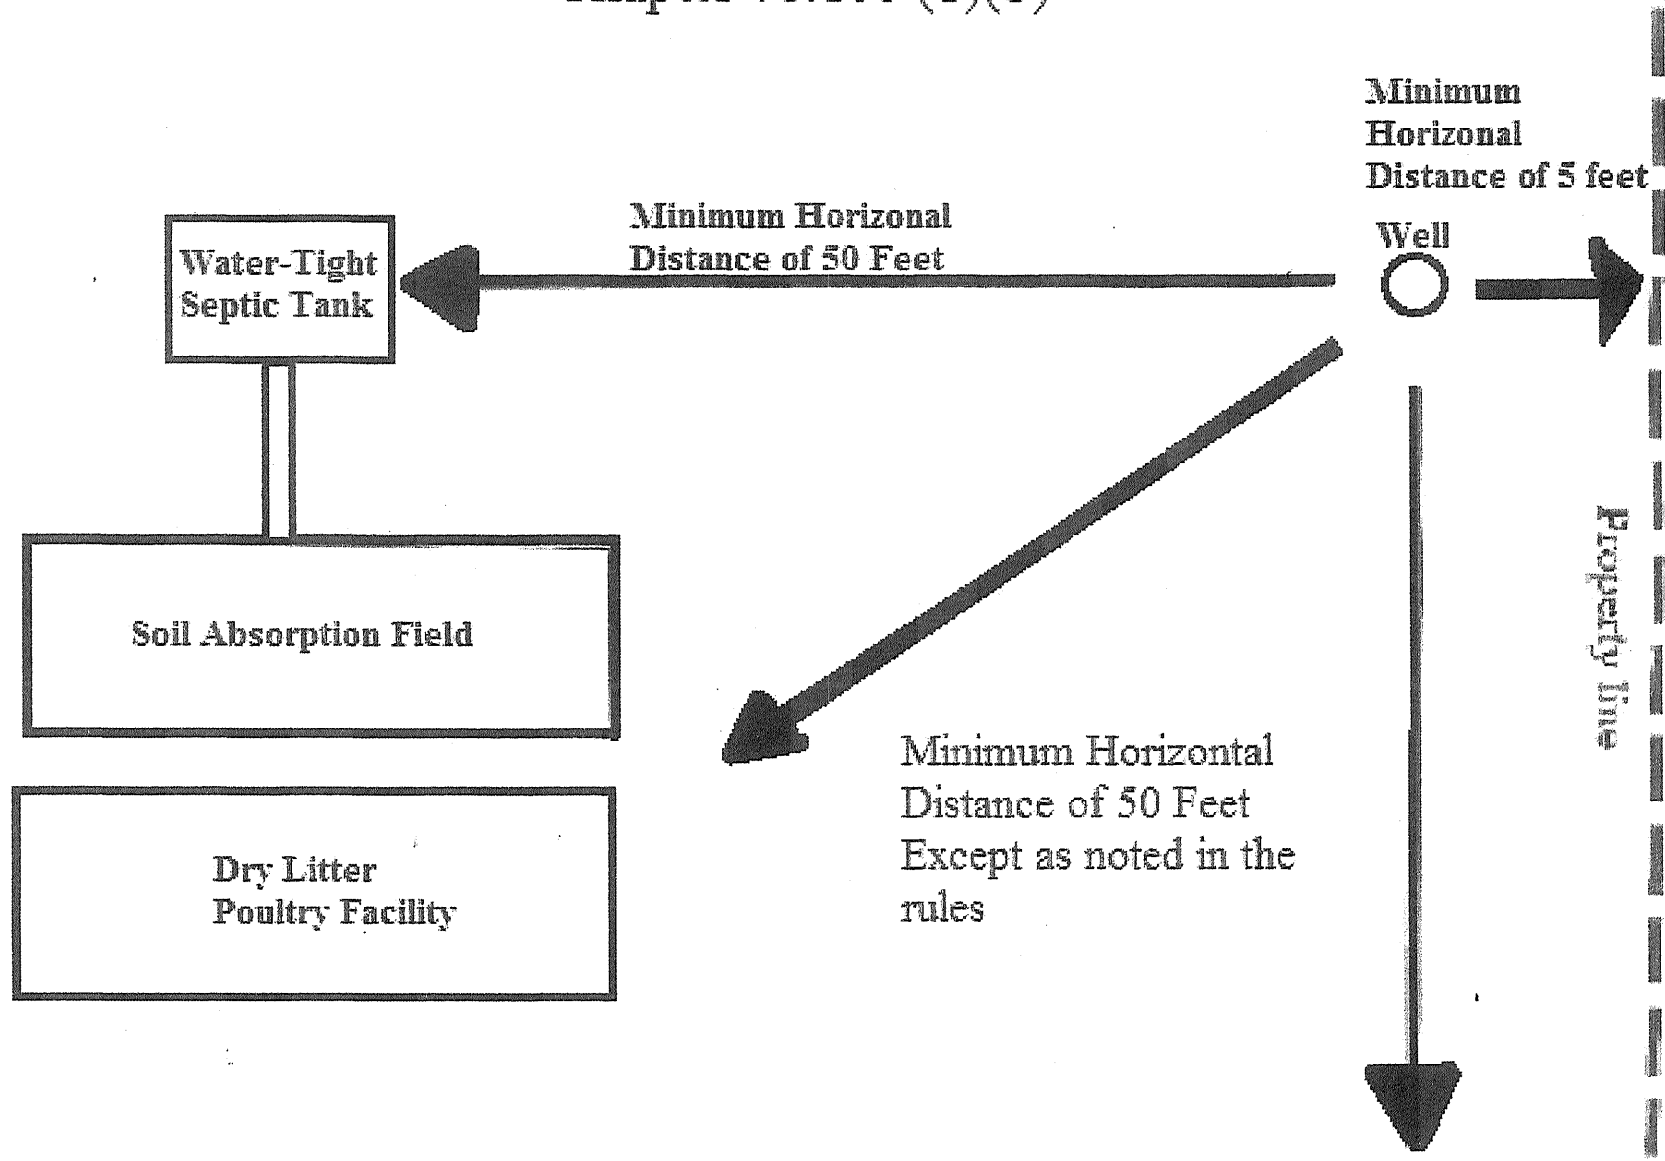 Minimum
Horizonal
Distance of 5 feet
Minimum Horizonal
Distance of 50 Feet
Well
Water-Tight
Septic Tank
Property line
Soil Absorption Field
Minimum Horizontal
Distance of 50 Feet
Except as noted in the
rules
Dry Litter
Poultry Facility